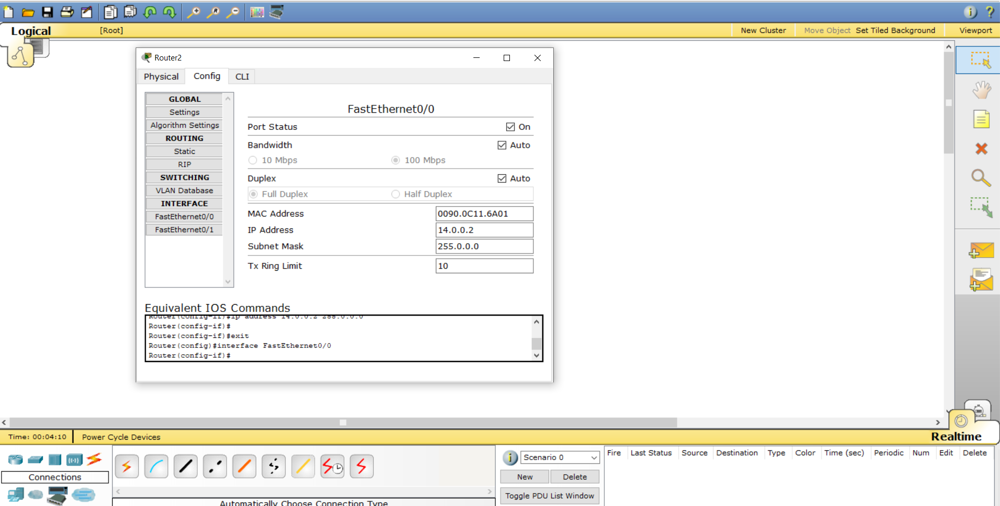 Logical
[Root]
New Cluster
Move Object
Set Tiled Background
Viewport
Router2
Physical
Config
CLI
GLOBAL
Settings
Algorithm Settings
ROUTING
Static
RIP
SWITCHING
VLAN Database
INTERFACE
FastEthernet0/0
FastEthernet0/1
FastEthernet0/0
Port Status
On
Bandwidth
Auto
10 Mbps
100 Mbps
Duplex
Auto
Full Duplex
Half Duplex
MAC Address
0090.0C11.6A01
IP Address
14.0.0.2
Subnet Mask
255.0.0.0
Tx Ring Limit
10
Equivalent IOS Commands
Router(config-if)#ip address 14.0.0.2 255.0.0.0
Router(config-if)#
Router(config-if)#exit
Router(config)#interface FastEthernet0/0
Router(config-if)#
Time: 00:04:10
Power Cycle Devices
Realtime
Connections
Automatically Choose Connection Type
Scenario 0
New
Delete
Toggle PDU List Window
Fire
Last Status
Source
Destination
Type
Color
Time (sec)
Periodic
Num
Edit
Delete